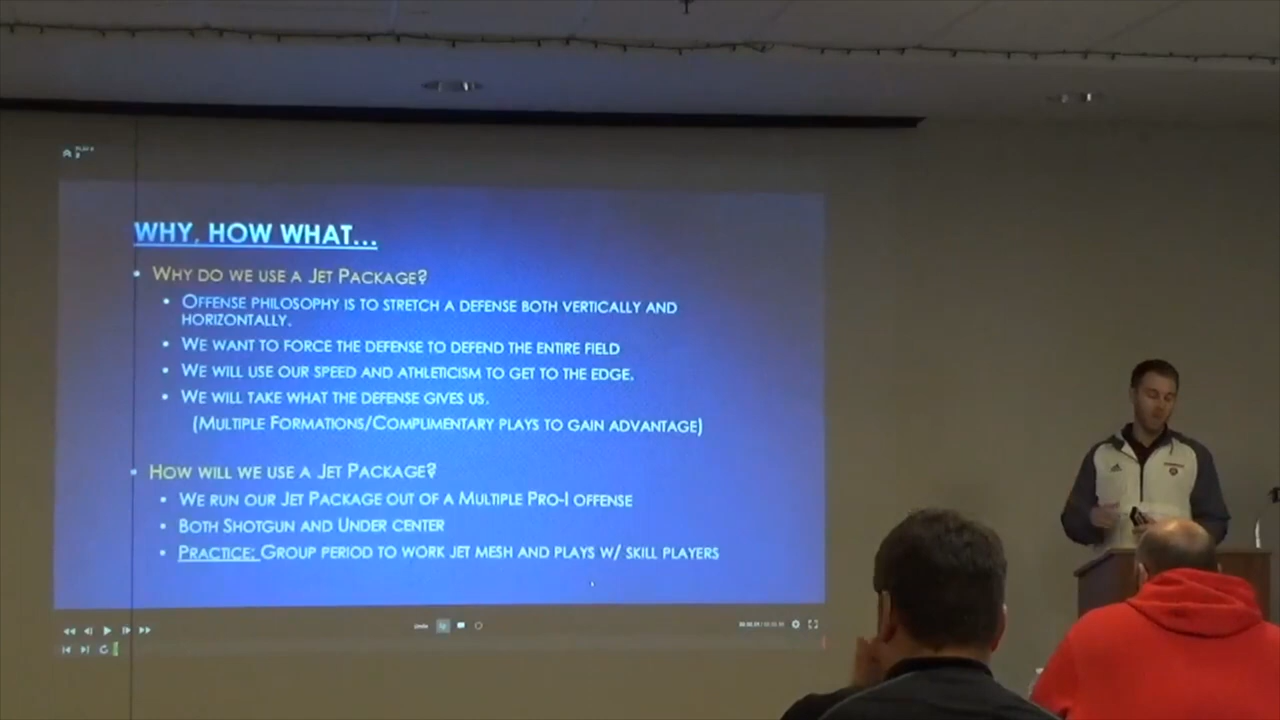 WHY, HOW WHAT...
• WHY DO WE USE A JET PACKAGE?
• OFFENSE PHILOSOPHY IS TO STRETCH A DEFENSE BOTH VERTICALLY AND
HORIZONTALLY.
• WE WANT TO FORCE THE DEFENSE TO DEFEND THE ENTIRE FIELD
• WE WILL USE OUR SPEED AND ATHLETICISM TO GET TO THE EDGE.
• WE WILL TAKE WHAT THE DEFENSE GIVES US.
(MULTIPLE FORMATIONS/COMPLIMENTARY PLAYS TO GAIN ADVANTAGE)
• HOW WILL WE USE A JET PACKAGE?
• WE RUN OUR JET PACKAGE OUT OF A MULTIPLE PRO-I OFFENSE
• BOTH SHOTGUN AND UNDER CENTER
• PRACTICE: GROUP PERIOD TO WORK JET MESH AND PLAYS W/ SKILL PLAYERS